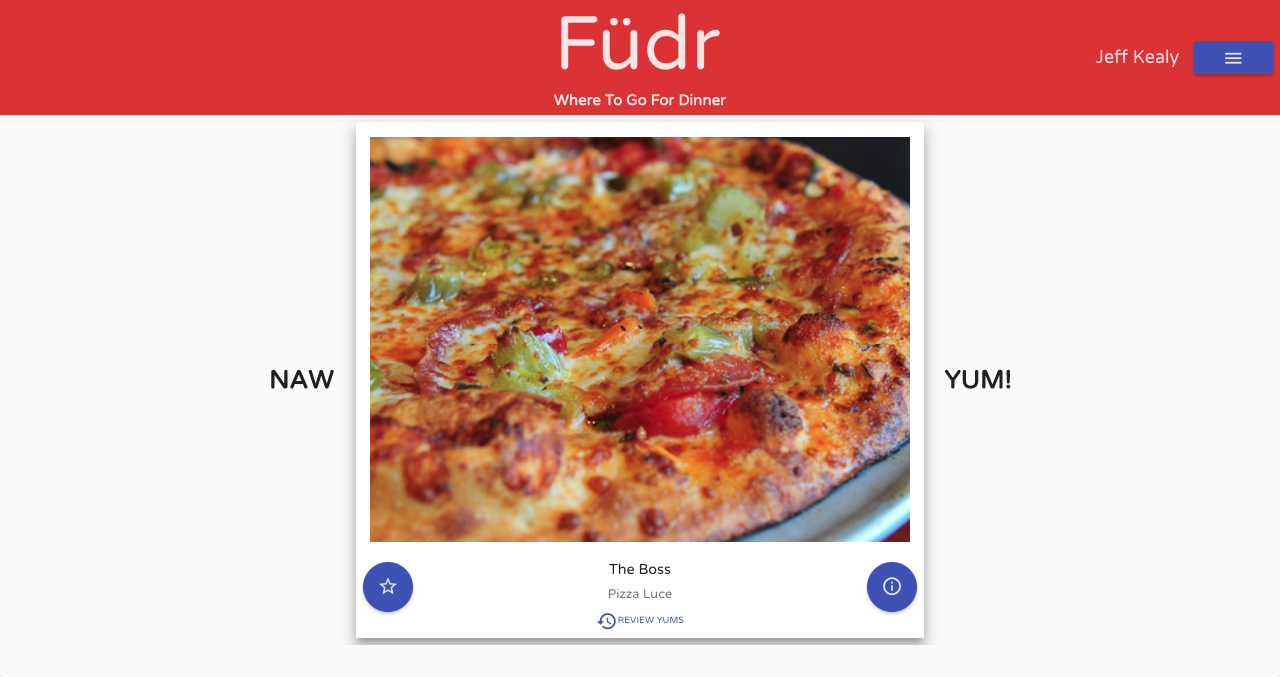 Füdr
Where To Go For Dinner
Jeff Kealy
NAW
YUM!
The Boss
Pizza Luce
REVIEW YUMS